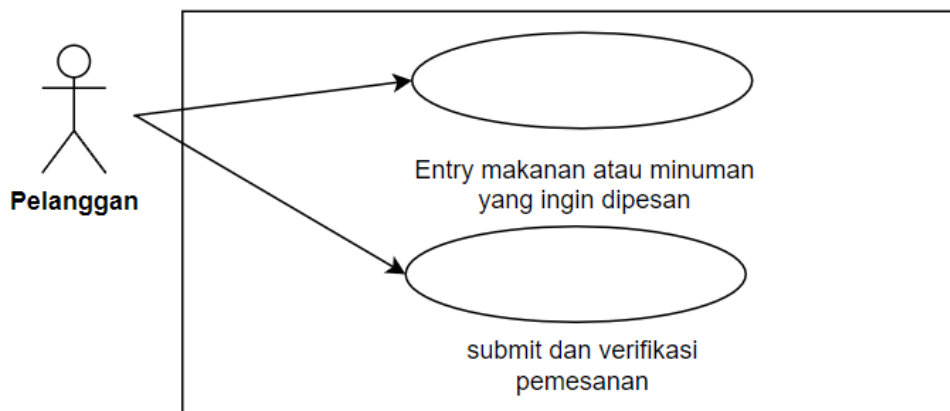 Pelanggan
Entry makanan atau minuman
yang ingin dipesan
submit dan verifikasi
pemesanan